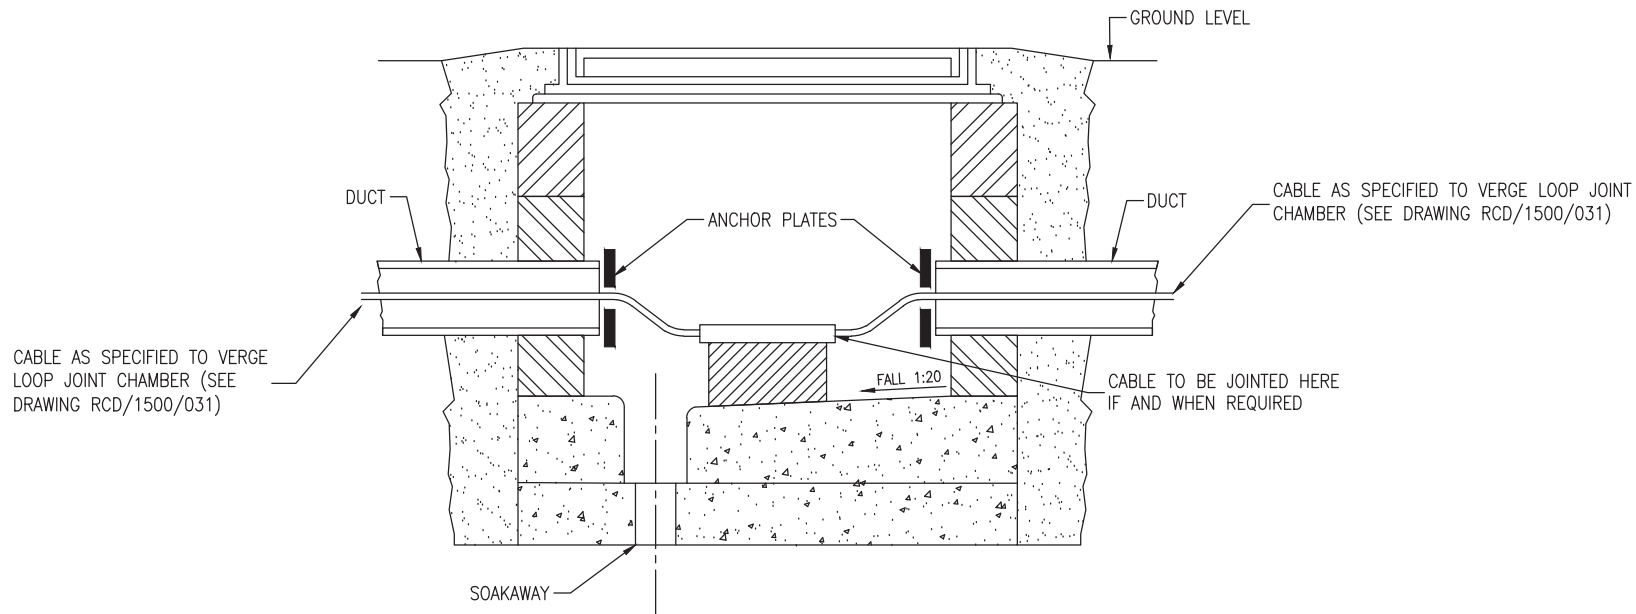 GROUND LEVEL
DUCT
ANCHOR PLATES
DUCT
CABLE AS SPECIFIED TO VERGE LOOP JOINT
CHAMBER (SEE DRAWING RCD/1500/031)
CABLE AS SPECIFIED TO VERGE
LOOP JOINT CHAMBER (SEE
DRAWING RCD/1500/031)
FALL 1:20
CABLE TO BE JOINTED HERE
IF AND WHEN REQUIRED
SOAKAWAY